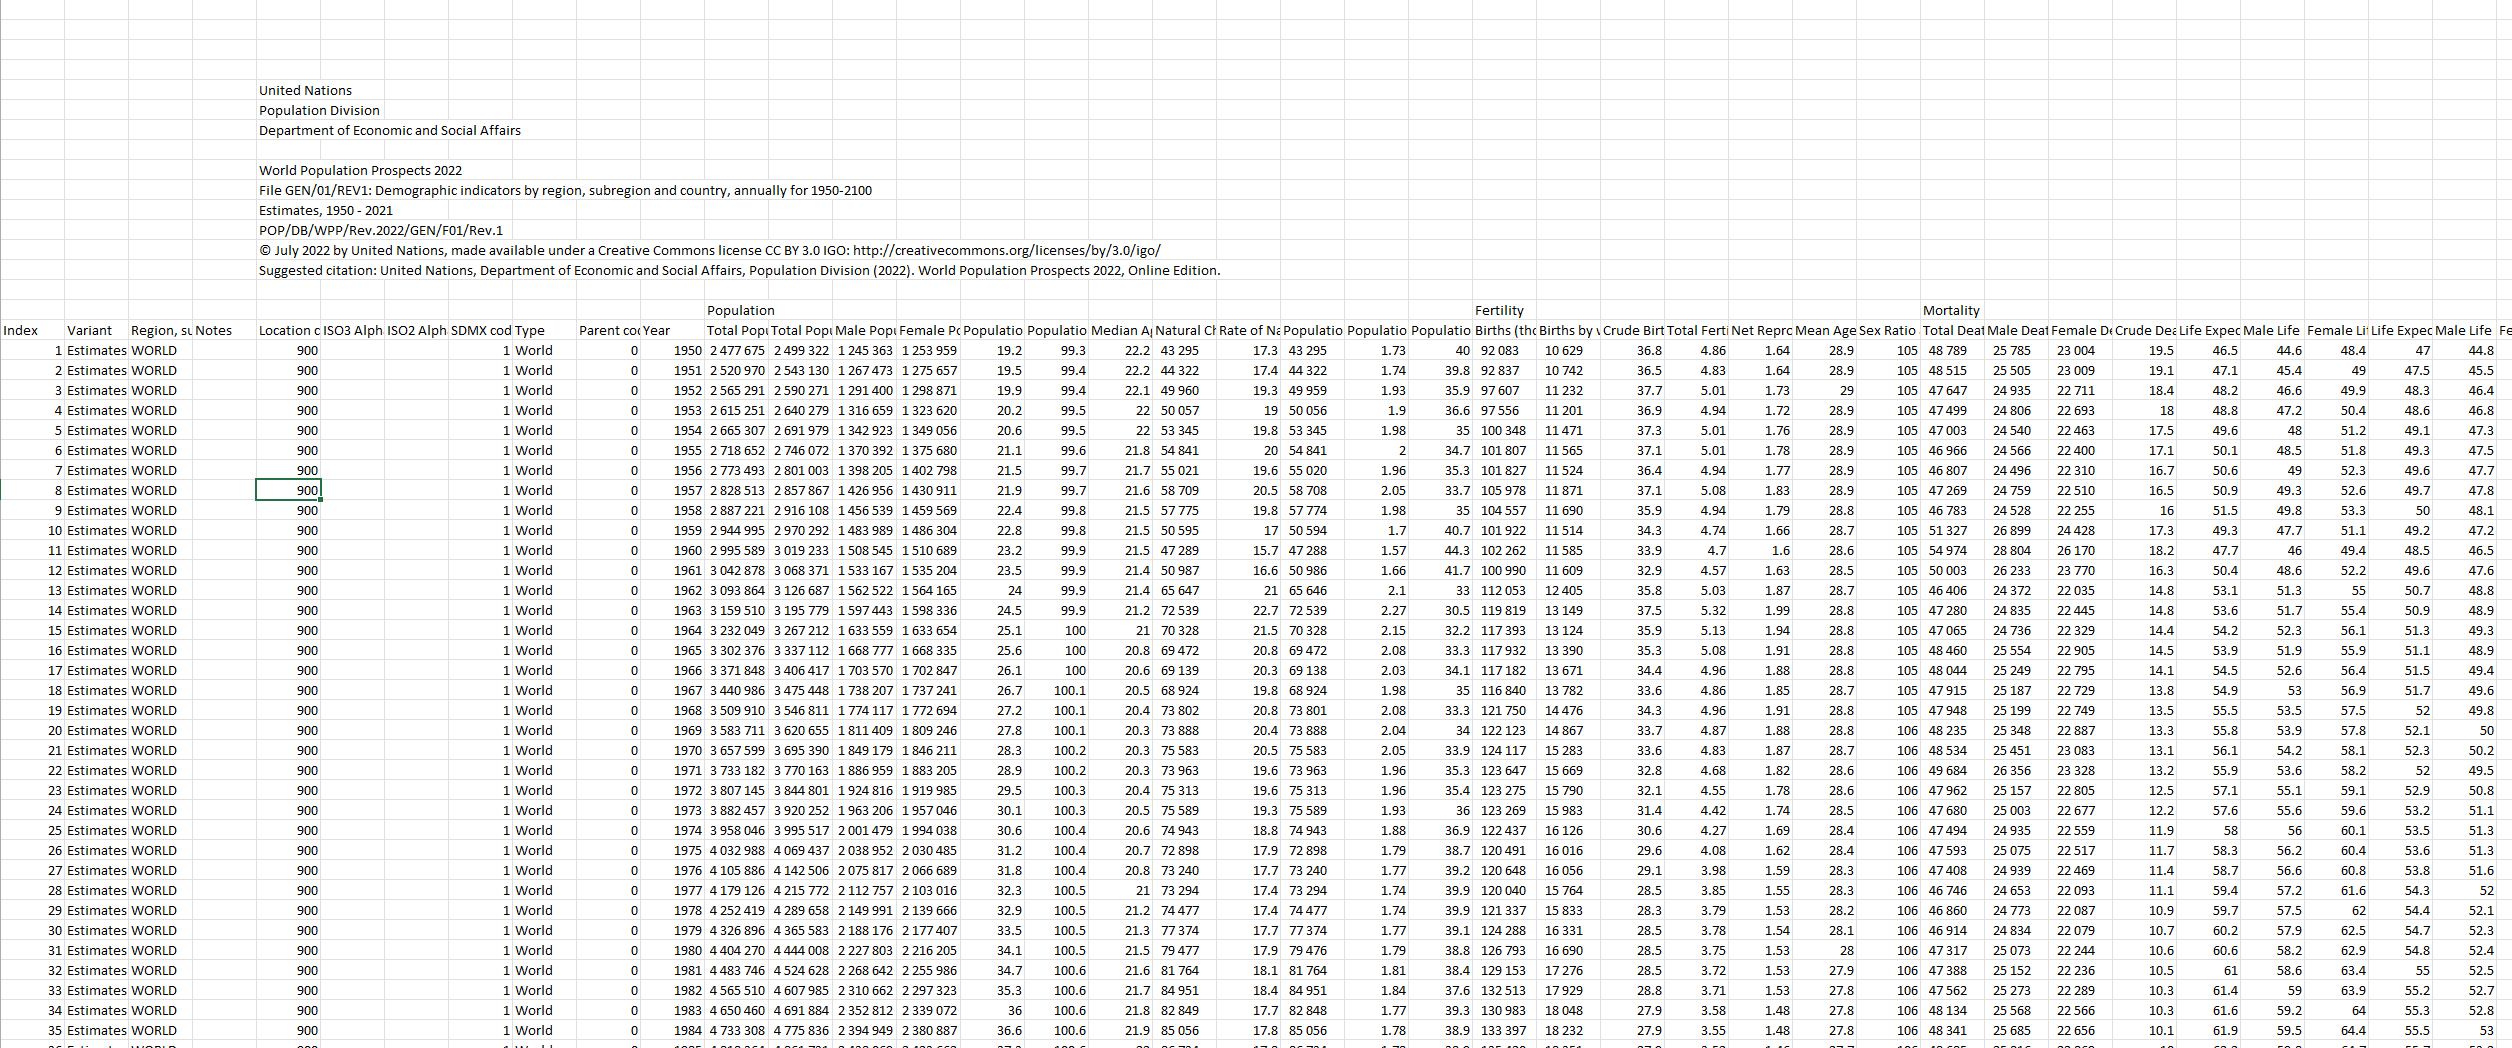 United Nations
Population Division
Department of Economic and Social Affairs
World Population Prospects 2022
File GEN/01/REV1: Demographic indicators by region, subregion and country, annually for 1950-2100
Estimates, 1950 - 2021
POP/DB/WPP/Rev.2022/GEN/F01/Rev.1
© July 2022 by United Nations, made available under a Creative Commons license CC BY 3.0 IGO: http://creativecommons.org/licenses/by/3.0/igo/
Suggested citation: United Nations, Department of Economic and Social Affairs, Population Division (2022). World Population Prospects 2022, Online Edition.
Population Fertility Mortality
Index Variant Region, su Notes Location c ISO3 Alph ISO2 Alph SDMX cod Type Parent coc Year Total Popu Total Popu Male Popu Female Po Populatio Populatio Median Ag Natural Ch Rate of Na Populatio Populatio Populatio Births (tho Births by w Crude Birt Total Ferti Net Repro Mean Age Sex Ratio Total Deat Male Deat Female De Crude Dea Life Expec Male Life Female Lif Life Expec Male Life Fe
1 Estimates WORLD 900 1 World 0 1950 2 477 675 2 499 322 1 245 363 1 253 959 19.2 99.3 22.2 43 295 17.3 43 295 1.73 40 92 083 10 629 36.8 4.86 1.64 28.9 105 48 789 25 785 23 004 19.5 46.5 44.6 48.4 47 44.8
2 Estimates WORLD 900 1 World 0 1951 2 520 970 2 543 130 1 267 473 1 275 657 19.5 99.4 22.2 44 322 17.4 44 322 1.74 39.8 92 837 10 742 36.5 4.83 1.64 28.9 105 48 515 25 505 23 009 19.1 47.1 45.4 49 47.5 45.5
3 Estimates WORLD 900 1 World 0 1952 2 565 291 2 590 271 1 291 400 1 298 871 19.9 99.4 22.1 49 960 19.3 49 959 1.93 35.9 97 607 11 232 37.7 5.01 1.73 29 105 47 647 24 935 22 711 18.4 48.2 46.6 49.9 48.3 46.4
4 Estimates WORLD 900 1 World 0 1953 2 615 251 2 640 279 1 316 659 1 323 620 20.2 99.5 22 50 057 19 50 056 1.9 36.6 97 556 11 201 36.9 4.94 1.72 28.9 105 47 499 24 806 22 693 18 48.8 47.2 50.4 48.6 46.8
5 Estimates WORLD 900 1 World 0 1954 2 665 307 2 691 979 1 342 923 1 349 056 20.6 99.5 22 53 345 19.8 53 345 1.98 35 100 348 11 471 37.3 5.01 1.76 28.9 105 47 003 24 540 22 463 17.5 49.6 48 51.2 49.1 47.3
6 Estimates WORLD 900 1 World 0 1955 2 718 652 2 746 072 1 370 392 1 375 680 21.1 99.6 21.8 54 841 20 54 841 2 34.7 101 807 11 565 37.1 5.01 1.78 28.9 105 46 966 24 566 22 400 17.1 50.1 48.5 51.8 49.3 47.5
7 Estimates WORLD 900 1 World 0 1956 2 773 493 2 801 003 1 398 205 1 402 798 21.5 99.7 21.7 55 021 19.6 55 020 1.96 35.3 101 827 11 524 36.4 4.94 1.77 28.9 105 46 807 24 496 22 310 16.7 50.6 49 52.3 49.6 47.7
8 Estimates WORLD 900 1 World 0 1957 2 828 513 2 857 867 1 426 956 1 430 911 21.9 99.7 21.6 58 709 20.5 58 708 2.05 33.7 105 978 11 871 37.1 5.08 1.83 28.9 105 47 269 24 759 22 510 16.5 50.9 49.3 52.6 49.7 47.8
9 Estimates WORLD 900 1 World 0 1958 2 887 221 2 916 108 1 456 539 1 459 569 22.4 99.8 21.5 57 775 19.8 57 774 1.98 35 104 557 11 690 35.9 4.94 1.79 28.8 105 46 783 24 528 22 255 16 51.5 49.8 53.3 50 48.1
10 Estimates WORLD 900 1 World 0 1959 2 944 995 2 970 292 1 483 989 1 486 304 22.8 99.8 21.5 50 595 17 50 594 1.7 40.7 101 922 11 514 34.3 4.74 1.66 28.7 105 51 327 26 899 24 428 17.3 49.3 47.7 51.1 49.2 47.2
11 Estimates WORLD 900 1 World 0 1960 2 995 589 3 019 233 1 508 545 1 510 689 23.2 99.9 21.5 47 289 15.7 47 288 1.57 44.3 102 262 11 585 33.9 4.7 1.6 28.6 105 54 974 28 804 26 170 18.2 47.7 46 49.4 48.5 46.5
12 Estimates WORLD 900 1 World 0 1961 3 042 878 3 068 371 1 533 167 1 535 204 23.5 99.9 21.4 50 987 16.6 50 986 1.66 41.7 100 990 11 609 32.9 4.57 1.63 28.5 105 50 003 26 233 23 770 16.3 50.4 48.6 52.2 49.6 47.6
13 Estimates WORLD 900 1 World 0 1962 3 093 864 3 126 687 1 562 522 1 564 165 24 99.9 21.4 65 647 21 65 646 2.1 33 112 053 12 405 35.8 5.03 1.87 28.7 105 46 406 24 372 22 035 14.8 53.1 51.3 55 50.7 48.8
14 Estimates WORLD 900 1 World 0 1963 3 159 510 3 195 779 1 597 443 1 598 336 24.5 99.9 21.2 72 539 22.7 72 539 2.27 30.5 119 819 13 149 37.5 5.32 1.99 28.8 105 47 280 24 835 22 445 14.8 53.6 51.7 55.4 50.9 48.9
15 Estimates WORLD 900 1 World 0 1964 3 232 049 3 267 212 1 633 559 1 633 654 25.1 100 21 70 328 21.5 70 328 2.15 32.2 117 393 13 124 35.9 5.13 1.94 28.8 105 47 065 24 736 22 329 14.4 54.2 52.3 56.1 51.3 49.3
16 Estimates WORLD 900 1 World 0 1965 3 302 376 3 337 112 1 668 777 1 668 335 25.6 100 20.8 69 472 20.8 69 472 2.08 33.3 117 932 13 390 35.3 5.08 1.91 28.8 105 48 460 25 554 22 905 14.5 53.9 51.9 55.9 51.1 48.9
17 Estimates WORLD 900 1 World 0 1966 3 371 848 3 406 417 1 703 570 1 702 847 26.1 100 20.6 69 139 20.3 69 138 2.03 34.1 117 182 13 671 34.4 4.96 1.88 28.8 105 48 044 25 249 22 795 14.1 54.5 52.6 56.4 51.5 49.4
18 Estimates WORLD 900 1 World 0 1967 3 440 986 3 475 448 1 738 207 1 737 241 26.7 100.1 20.5 68 924 19.8 68 924 1.98 35 116 840 13 782 33.6 4.86 1.85 28.7 105 47 915 25 187 22 729 13.8 54.9 53 56.9 51.7 49.6
19 Estimates WORLD 900 1 World 0 1968 3 509 910 3 546 811 1 774 117 1 772 694 27.2 100.1 20.4 73 802 20.8 73 801 2.08 33.3 121 750 14 476 34.3 4.96 1.91 28.8 105 47 948 25 199 22 749 13.5 55.5 53.5 57.5 52 49.8
20 Estimates WORLD 900 1 World 0 1969 3 583 711 3 620 655 1 811 409 1 809 246 27.8 100.1 20.3 73 888 20.4 73 888 2.04 34 122 123 14 867 33.7 4.87 1.88 28.8 106 48 235 25 348 22 887 13.3 55.8 53.9 57.8 52.1 50
21 Estimates WORLD 900 1 World 0 1970 3 657 599 3 695 390 1 849 179 1 846 211 28.3 100.2 20.3 75 583 20.5 75 583 2.05 33.9 124 117 15 283 33.6 4.83 1.87 28.7 106 48 534 25 451 23 083 13.1 56.1 54.2 58.1 52.3 50.2
22 Estimates WORLD 900 1 World 0 1971 3 733 182 3 770 163 1 886 959 1 883 205 28.9 100.2 20.3 73 963 19.6 73 963 1.96 35.3 123 647 15 669 32.8 4.68 1.82 28.6 106 49 684 26 356 23 328 13.2 55.9 53.6 58.2 52 49.5
23 Estimates WORLD 900 1 World 0 1972 3 807 145 3 844 801 1 924 816 1 919 985 29.5 100.3 20.4 75 313 19.6 75 313 1.96 35.4 123 275 15 790 32.1 4.55 1.78 28.6 106 47 962 25 157 22 805 12.5 57.1 55.1 59.1 52.9 50.8
24 Estimates WORLD 900 1 World 0 1973 3 882 457 3 920 252 1 963 206 1 957 046 30.1 100.3 20.5 75 589 19.3 75 589 1.93 36 123 269 15 983 31.4 4.42 1.74 28.5 106 47 680 25 003 22 677 12.2 57.6 55.6 59.6 53.2 51.1
25 Estimates WORLD 900 1 World 0 1974 3 958 046 3 995 517 2 001 479 1 994 038 30.6 100.4 20.6 74 943 18.8 74 943 1.88 36.9 122 437 16 126 30.6 4.27 1.69 28.4 106 47 494 24 935 22 559 11.9 58 56 60.1 53.5 51.3
26 Estimates WORLD 900 1 World 0 1975 4 032 988 4 069 437 2 038 952 2 030 485 31.2 100.4 20.7 72 898 17.9 72 898 1.79 38.7 120 491 16 016 29.6 4.08 1.62 28.4 106 47 593 25 075 22 517 11.7 58.3 56.2 60.4 53.6 51.3
27 Estimates WORLD 900 1 World 0 1976 4 105 886 4 142 506 2 075 817 2 066 689 31.8 100.4 20.8 73 240 17.7 73 240 1.77 39.2 120 648 16 056 29.1 3.98 1.59 28.3 106 47 408 24 939 22 469 11.4 58.7 56.6 60.8 53.8 51.6
28 Estimates WORLD 900 1 World 0 1977 4 179 126 4 215 772 2 112 757 2 103 016 32.3 100.5 21 73 294 17.4 73 294 1.74 39.9 120 040 15 764 28.5 3.85 1.55 28.3 106 46 746 24 653 22 093 11.1 59.4 57.2 61.6 54.3 52
29 Estimates WORLD 900 1 World 0 1978 4 252 419 4 289 658 2 149 991 2 139 666 32.9 100.5 21.2 74 477 17.4 74 477 1.74 39.9 121 337 15 833 28.3 3.79 1.53 28.2 106 46 860 24 773 22 087 10.9 59.7 57.5 62 54.4 52.1
30 Estimates WORLD 900 1 World 0 1979 4 326 896 4 365 583 2 188 176 2 177 407 33.5 100.5 21.3 77 374 17.7 77 374 1.77 39.1 124 288 16 331 28.5 3.78 1.54 28.1 106 46 914 24 834 22 079 10.7 60.2 57.9 62.5 54.7 52.3
31 Estimates WORLD 900 1 World 0 1980 4 404 270 4 444 008 2 227 803 2 216 205 34.1 100.5 21.5 79 477 17.9 79 476 1.79 38.8 126 793 16 690 28.5 3.75 1.53 28 106 47 317 25 073 22 244 10.6 60.6 58.2 62.9 54.8 52.4
32 Estimates WORLD 900 1 World 0 1981 4 483 746 4 524 628 2 268 642 2 255 986 34.7 100.6 21.6 81 764 18.1 81 764 1.81 38.4 129 153 17 276 28.5 3.72 1.53 27.9 106 47 388 25 152 22 236 10.5 61 58.6 63.4 55 52.5
33 Estimates WORLD 900 1 World 0 1982 4 565 510 4 607 985 2 310 662 2 297 323 35.3 100.6 21.7 84 951 18.4 84 951 1.84 37.6 132 513 17 929 28.8 3.71 1.53 27.8 106 47 562 25 273 22 289 10.3 61.4 59 63.9 55.2 52.7
34 Estimates WORLD 900 1 World 0 1983 4 650 460 4 691 884 2 352 812 2 339 072 36 100.6 21.8 82 849 17.7 82 848 1.77 39.3 130 983 18 048 27.9 3.58 1.48 27.8 106 48 134 25 568 22 566 10.3 61.6 59.2 64 55.3 52.8
35 Estimates WORLD 900 1 World 0 1984 4 733 308 4 775 836 2 394 949 2 380 887 36.6 100.6 21.9 85 056 17.8 85 056 1.78 38.9 133 397 18 232 27.9 3.55 1.48 27.8 106 48 341 25 685 22 656 10.1 61.9 59.5 64.4 55.5 53